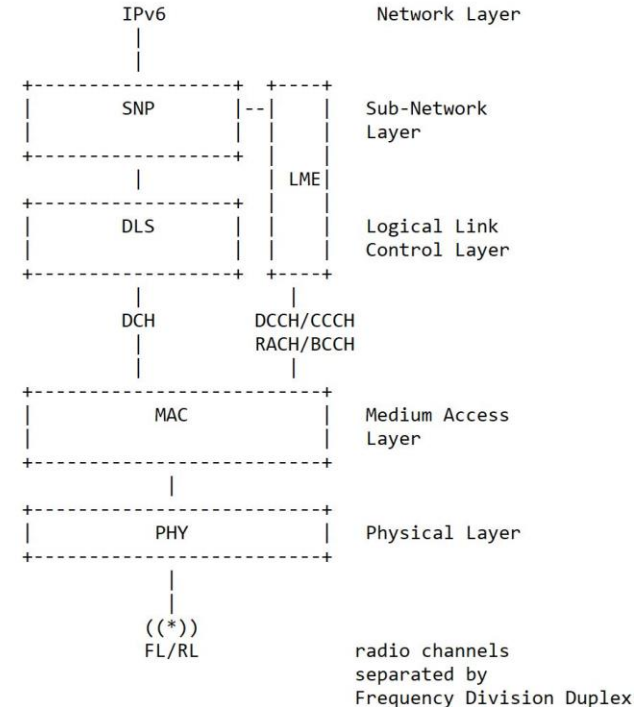 IPv6 Network Layer
SNP Sub-Network
Layer
LME
DLS Logical Link
Control Layer
DCH DCCH/CCCH
RACH/BCCH
MAC Medium Access
Layer
PHY Physical Layer
((*))
FL/RL radio channels
separated by
Frequency Division Duplex